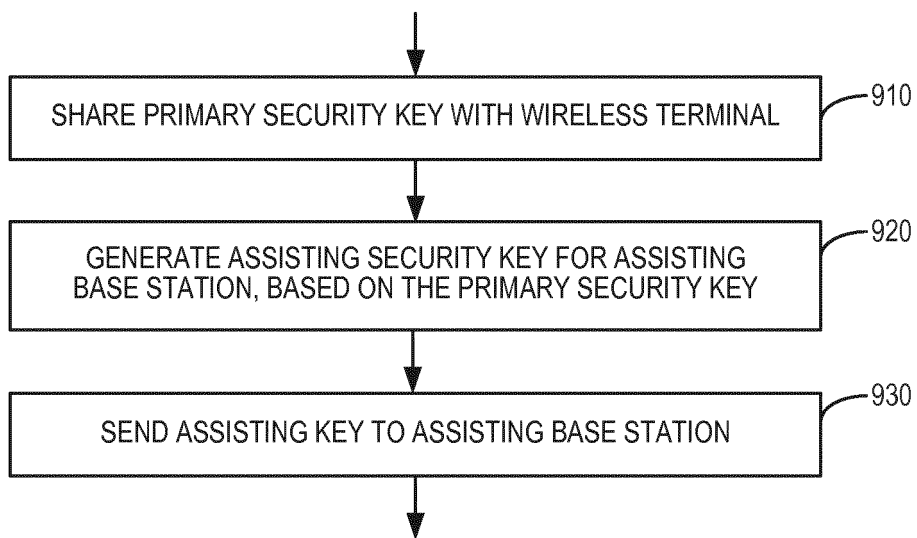 SHARE PRIMARY SECURITY KEY WITH WIRELESS TERMINAL
910
GENERATE ASSISTING SECURITY KEY FOR ASSISTING
BASE STATION, BASED ON THE PRIMARY SECURITY KEY
920
SEND ASSISTING KEY TO ASSISTING BASE STATION
930